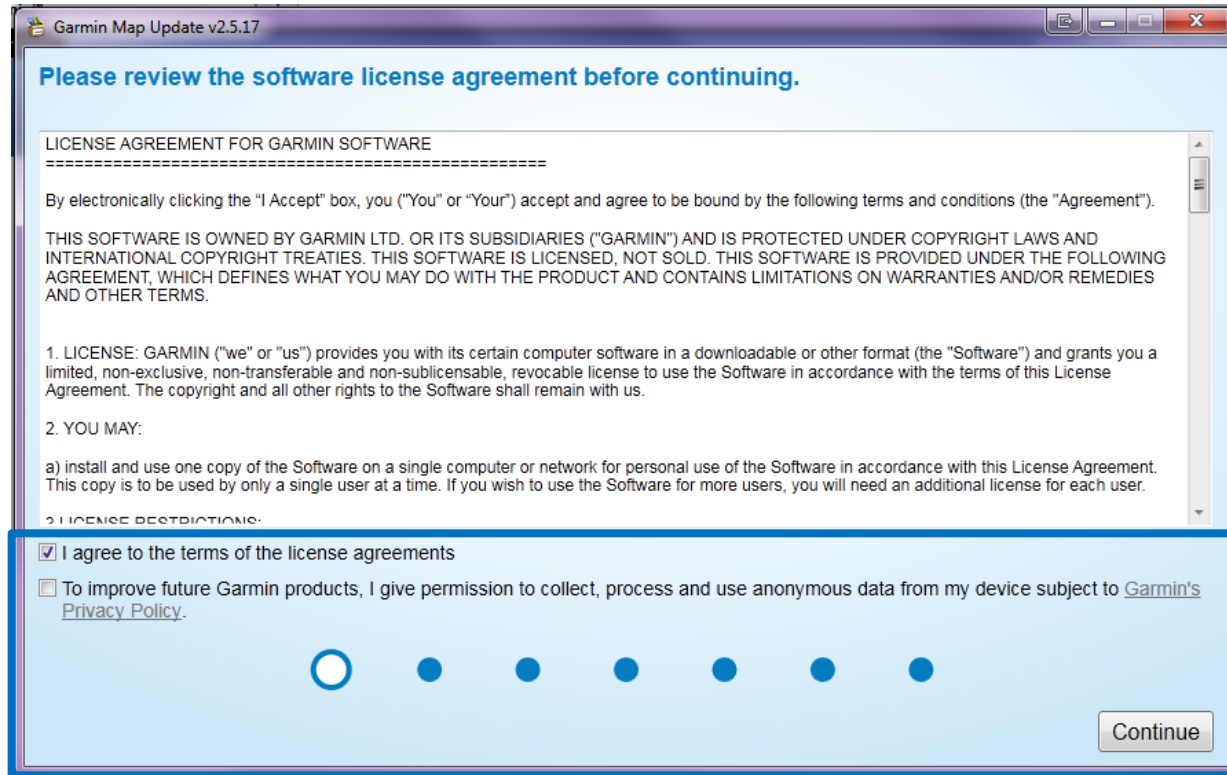 Garmin Map Update v2.5.17
Please review the software license agreement before continuing.
LICENSE AGREEMENT FOR GARMIN SOFTWARE
=====================================================
By electronically clicking the “I Accept” box, you ("You" or “Your”) accept and agree to be bound by the following terms and conditions (the "Agreement").
THIS SOFTWARE IS OWNED BY GARMIN LTD. OR ITS SUBSIDIARIES ("GARMIN") AND IS PROTECTED UNDER COPYRIGHT LAWS AND
INTERNATIONAL COPYRIGHT TREATIES. THIS SOFTWARE IS LICENSED, NOT SOLD. THIS SOFTWARE IS PROVIDED UNDER THE FOLLOWING
AGREEMENT, WHICH DEFINES WHAT YOU MAY DO WITH THE PRODUCT AND CONTAINS LIMITATIONS ON WARRANTIES AND/OR REMEDIES
AND OTHER TERMS.
1. LICENSE: GARMIN ("we" or "us") provides you with its certain computer software in a downloadable or other format (the "Software") and grants you a
limited, non-exclusive, non-transferable and non-sublicensable, revocable license to use the Software in accordance with the terms of this License
Agreement. The copyright and all other rights to the Software shall remain with us.
2. YOU MAY:
a) install and use one copy of the Software on a single computer or network for personal use of the Software in accordance with this License Agreement.
This copy is to be used by only a single user at a time. If you wish to use the Software for more users, you will need an additional license for each user.
3 LICENSE RESTRICTIONS:
I agree to the terms of the license agreements
To improve future Garmin products, I give permission to collect, process and use anonymous data from my device subject to Garmin's
Privacy Policy.
Continue